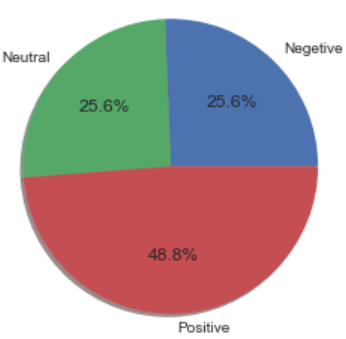 Negetive
Neutral
25.6%
25.6%
48.8%
Positive